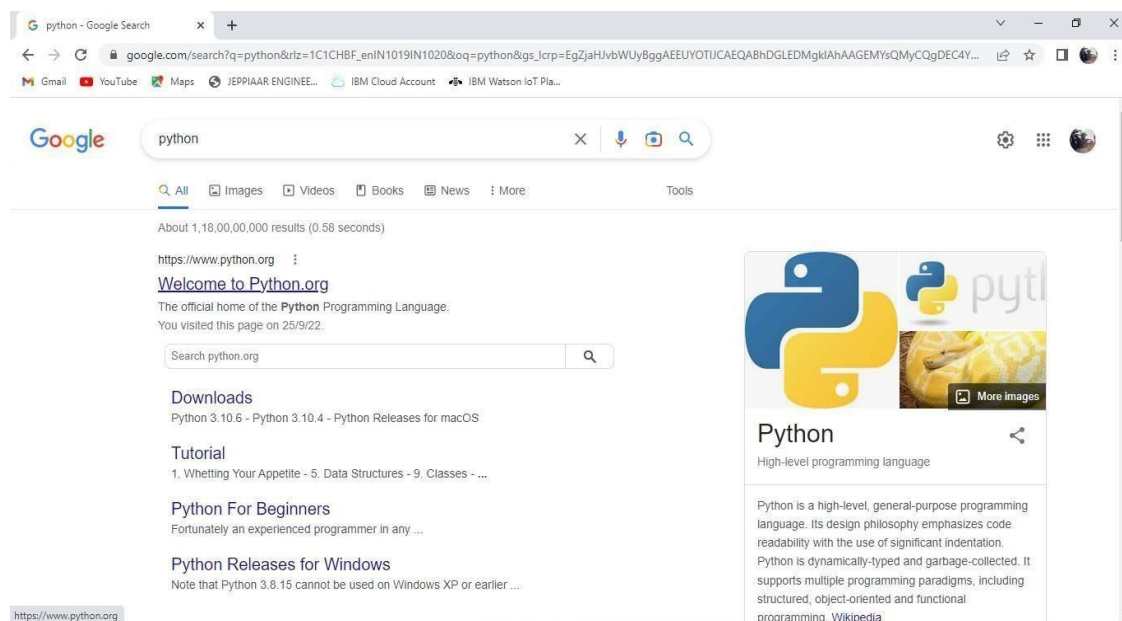 python - Google Search
google.com/search?q=python&rlz=1C1CHBF_enIN1019IN1020&oq=python&gs_lcrp=EgZjaHJvbWUyBggAEEUYOTIJCAEQABhDGLEDMgkIAhAAGEMYsQMyCQgDEC4Y...
Gmail YouTube Maps JEPPIAAR ENGINEE... IBM Cloud Account IBM Watson IoT Pla...
Google python
All Images Videos Books News More Tools
About 1,18,00,00,000 results (0.58 seconds)
https://www.python.org
Welcome to Python.org
The official home of the Python Programming Language.
You visited this page on 25/9/22.
Search python.org
Downloads
Python 3.10.6 - Python 3.10.4 - Python Releases for macOS
Tutorial
1. Whetting Your Appetite - 5. Data Structures - 9. Classes - ...
Python For Beginners
Fortunately an experienced programmer in any ...
Python Releases for Windows
Note that Python 3.8.15 cannot be used on Windows XP or earlier ...
pyth
More images
Python
High-level programming language
Python is a high-level, general-purpose programming
language. Its design philosophy emphasizes code
readability with the use of significant indentation.
Python is dynamically-typed and garbage-collected. It
supports multiple programming paradigms, including
structured, object-oriented and functional
programming. Wikipedia
https://www.python.org